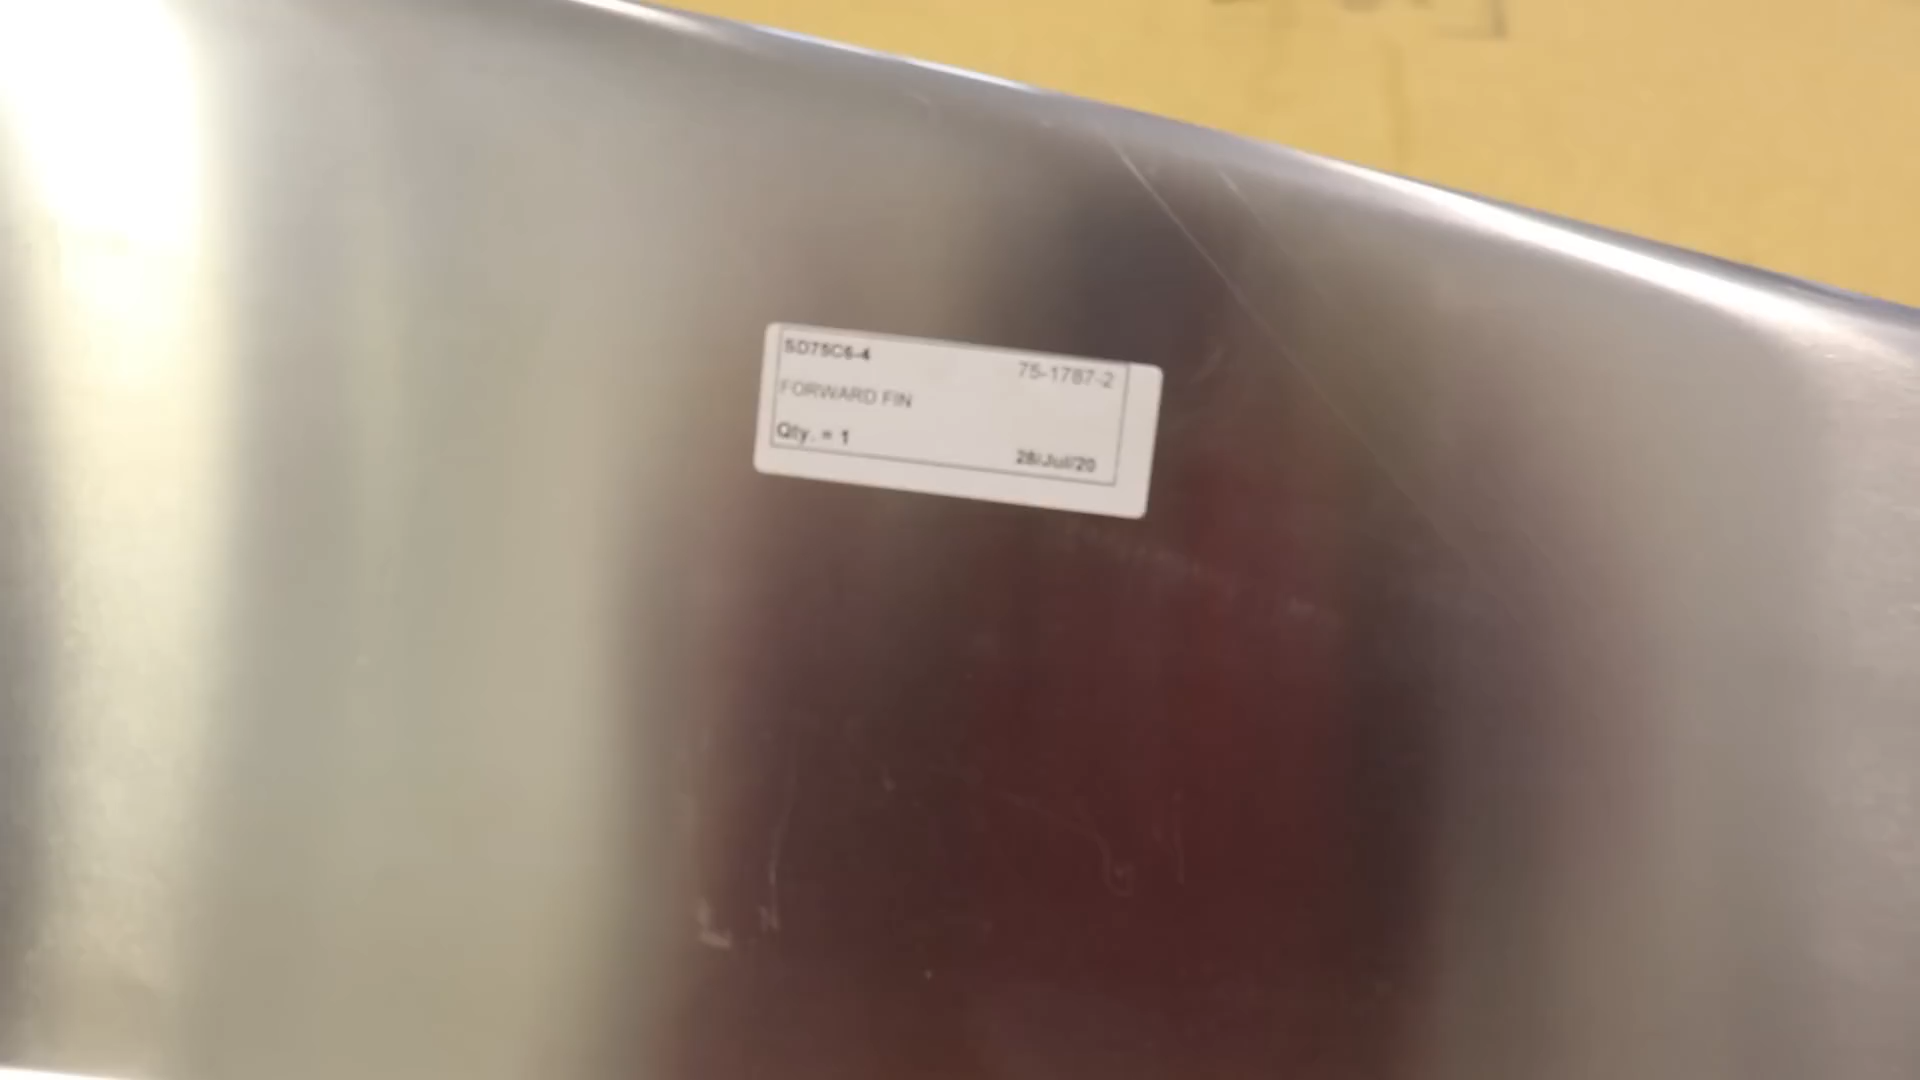 SD75C6-4
75-1787-2
FORWARD FIN
Qty. = 1
28/Jul/20